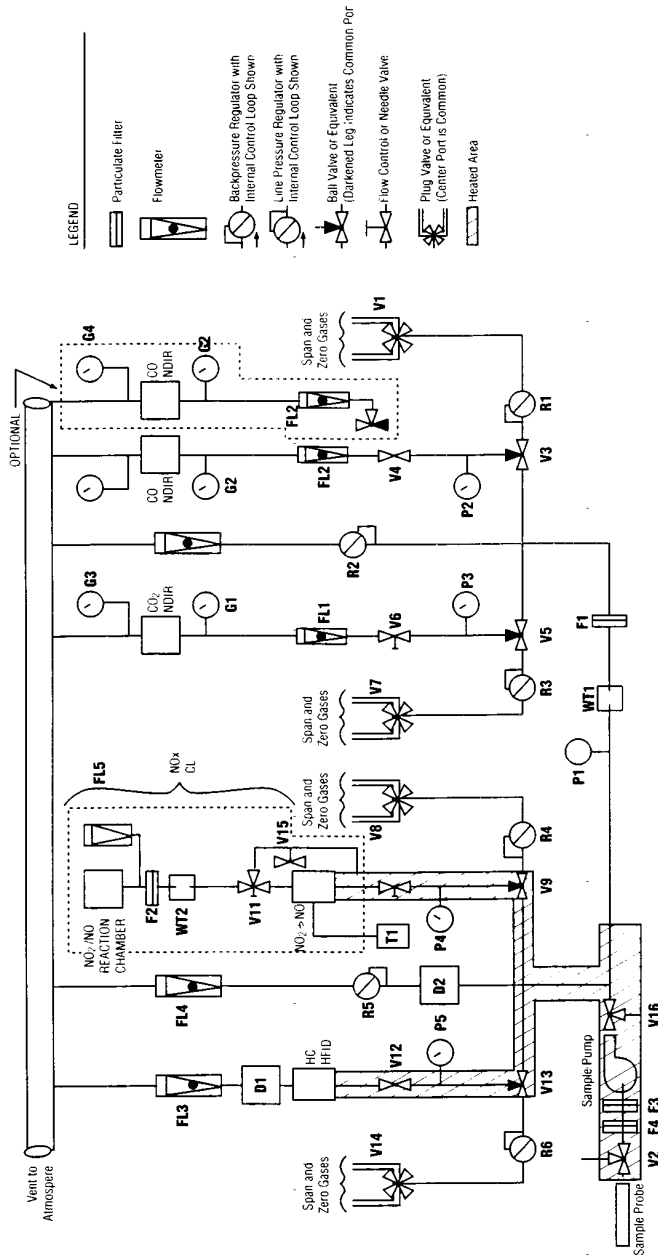 LEGEND
Particulate Filter
Flowmeter
Backpressure Regulator with
Internal Control Loop Shown
Line Pressure Regulator with
Internal Control Loop Shown
Ball Valve or Equivalent
(Darkened Leg Indicates Common Por
Flow Control or Needle Valve
Plug Valve or Equivalent
(Center Port is Common)
Heated Area
Vent to
Atmospere
OPTIONAL
G4
CO
NDIR
G2
FL2
CO
NDIR
G2
FL2
V4
P2
V3
Span and
Zero Gases
V1
R1
R2
G3
CO2
NDIR
G1
FL1
V6
P3
V5
Span and
Zero Gases
V7
R3
F1
WT1
P1
NOx
CL
FL5
NO2/NO
REACTION
CHAMBER
F2
WT2
V11
V15
NO2→NO
T1
P4
V9
Span and
Zero Gases
V8
R4
FL4
R5
D2
FL3
D1
HC
HFID
V12
P5
V13
Span and
Zero Gases
V14
R6
Sample Pump
V16
F3
F4
V2
Sample Probe